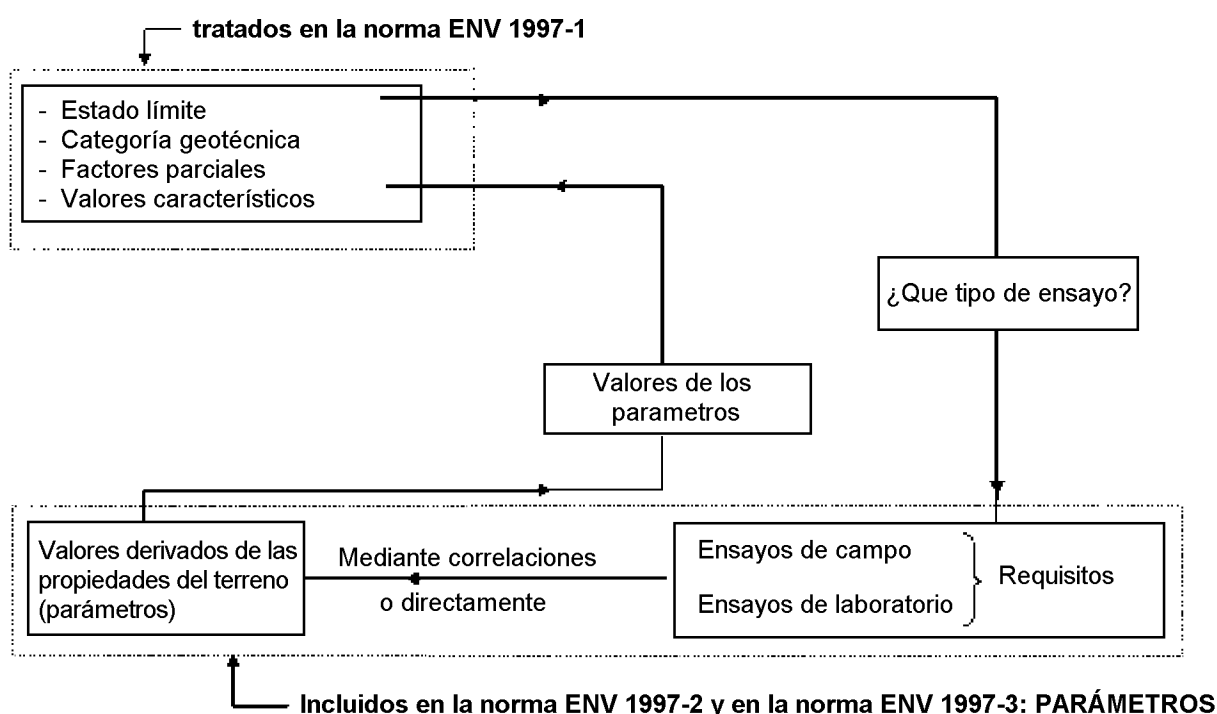 tratados en la norma ENV 1997-1
- Estado límite
- Categoría geotécnica
- Factores parciales
- Valores característicos
¿Que tipo de ensayo?
Valores de los
parametros
Valores derivados de las
propiedades del terreno
(parámetros)
Mediante correlaciones
o directamente
Ensayos de campo
Ensayos de laboratorio
Requisitos
Incluidos en la norma ENV 1997-2 y en la norma ENV 1997-3: PARÁMETROS